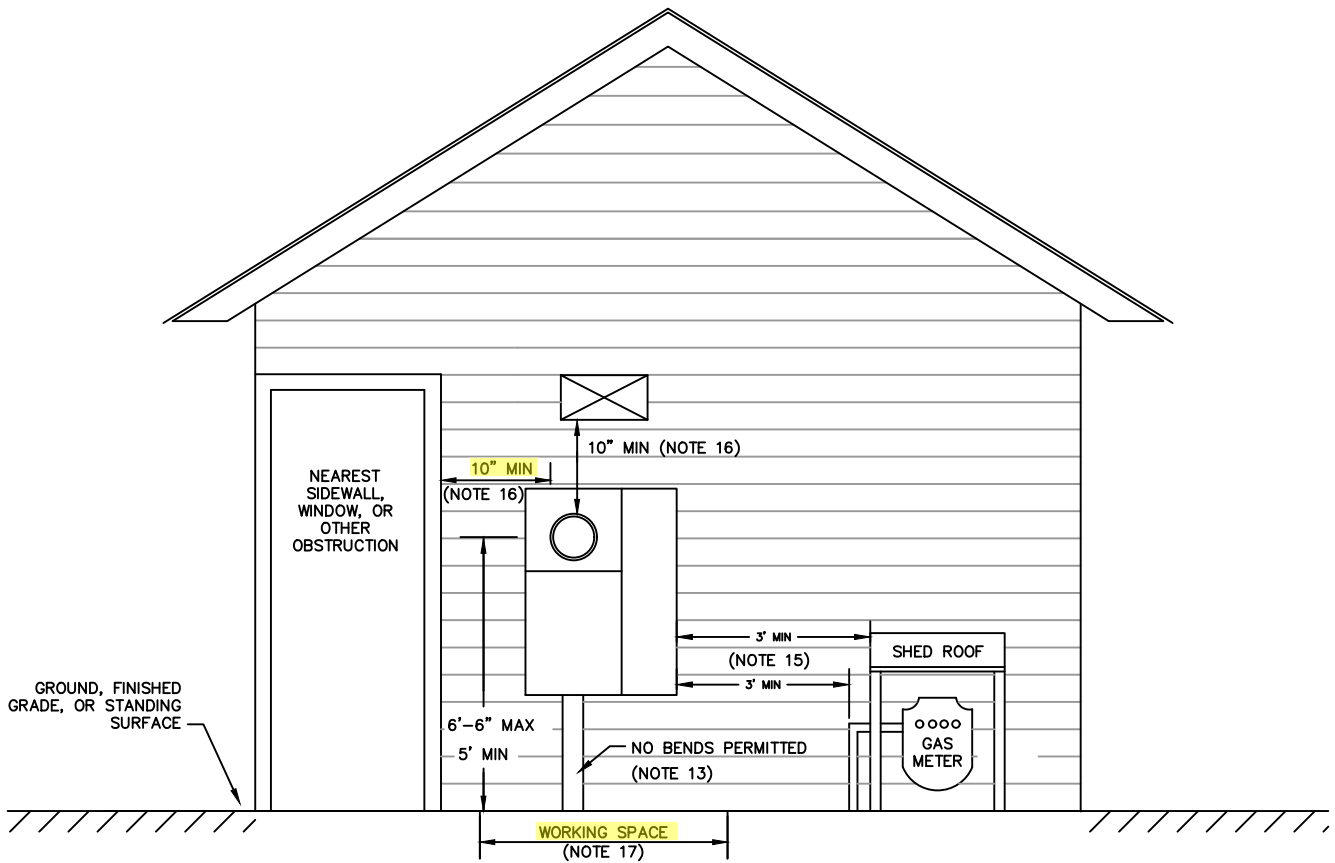 10” MIN (NOTE 16)
10” MIN
(NOTE 16)
NEAREST
SIDEWALL,
WINDOW, OR
OTHER
OBSTRUCTION
3’ MIN
(NOTE 15)
3’ MIN
SHED ROOF
GROUND, FINISHED
GRADE, OR STANDING
SURFACE
6’-6” MAX
5’ MIN
NO BENDS PERMITTED
(NOTE 13)
GAS
METER
WORKING SPACE
(NOTE 17)